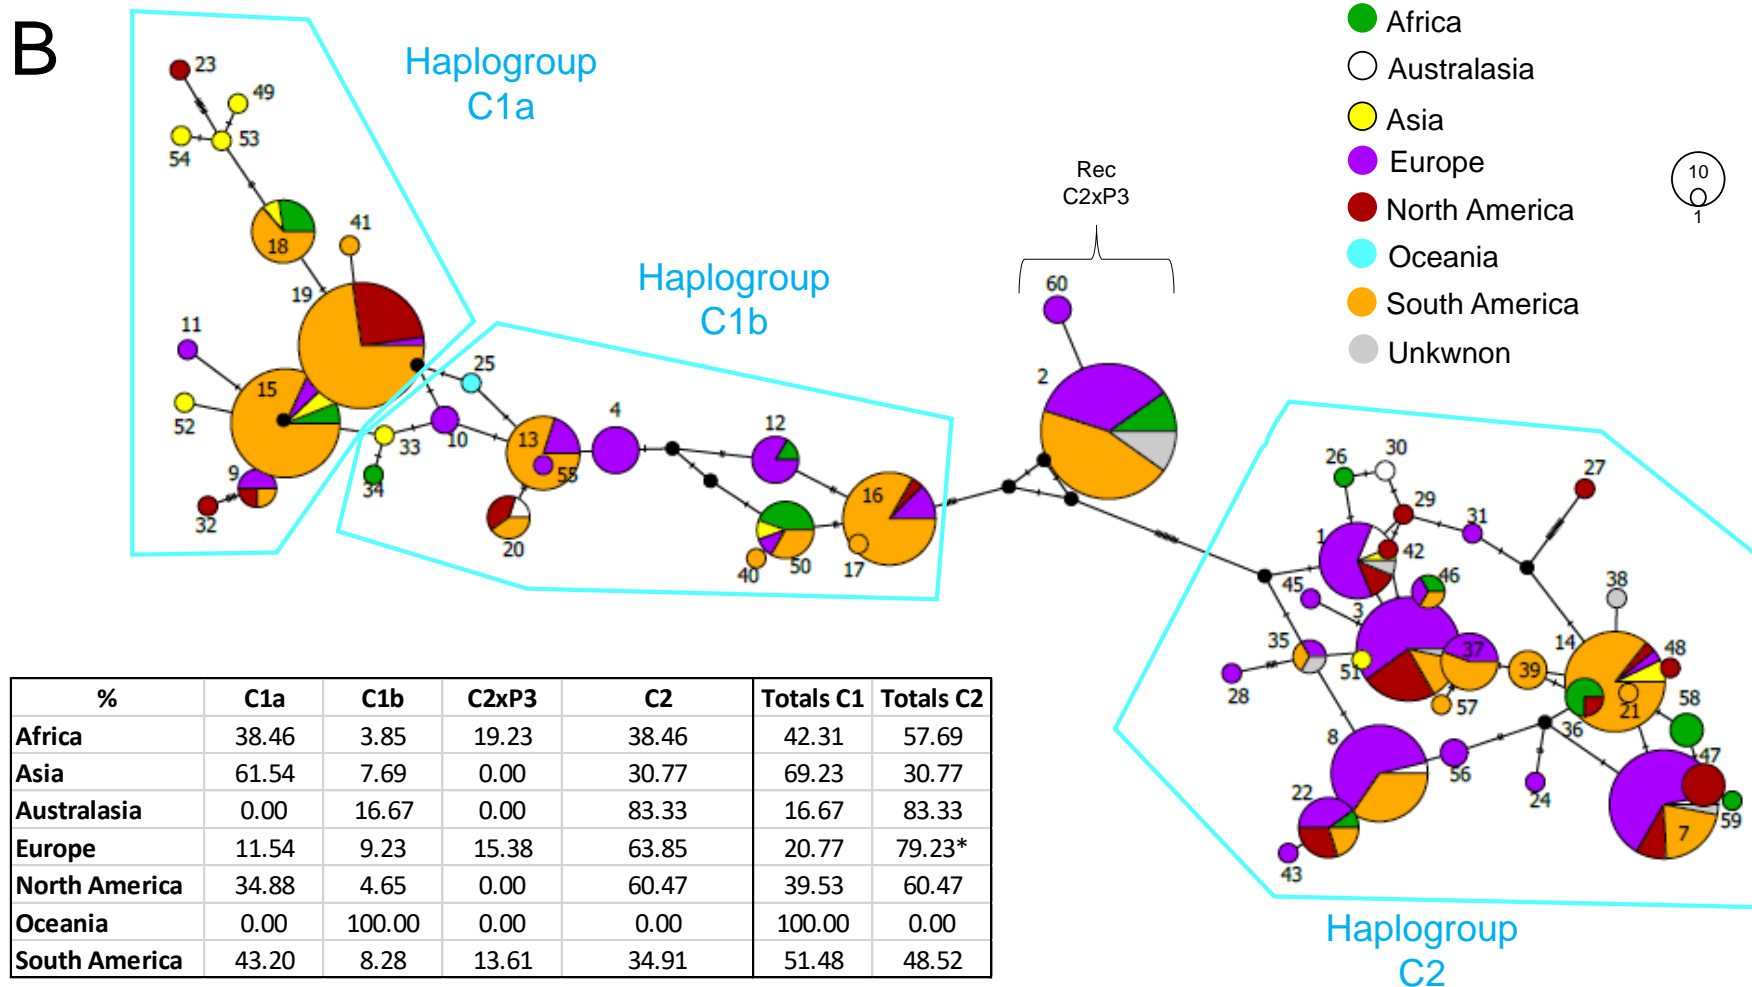 B
Haplogroup
C1a
Haplogroup
C1b
Rec
C2xP3
Africa
Australasia
Asia
Europe
North America
Oceania
South America
Unkwnon
10
1
23
49
53
54
18
41
19
11
15
52
9
32
33
34
10
25
13
55
20
4
12
16
17
40
50
60
2
26
30
29
27
31
1
42
45
46
3
35
51
37
28
57
39
14
38
48
21
58
36
47
8
56
24
59
7
22
43
Haplogroup
C2
% C1a C1b C2xP3 C2 Totals C1 Totals C2
Africa 38.46 3.85 19.23 38.46 42.31 57.69
Asia 61.54 7.69 0.00 30.77 69.23 30.77
Australasia 0.00 16.67 0.00 83.33 16.67 83.33
Europe 11.54 9.23 15.38 63.85 20.77 79.23*
North America 34.88 4.65 0.00 60.47 39.53 60.47
Oceania 0.00 100.00 0.00 0.00 100.00 0.00
South America 43.20 8.28 13.61 34.91 51.48 48.52